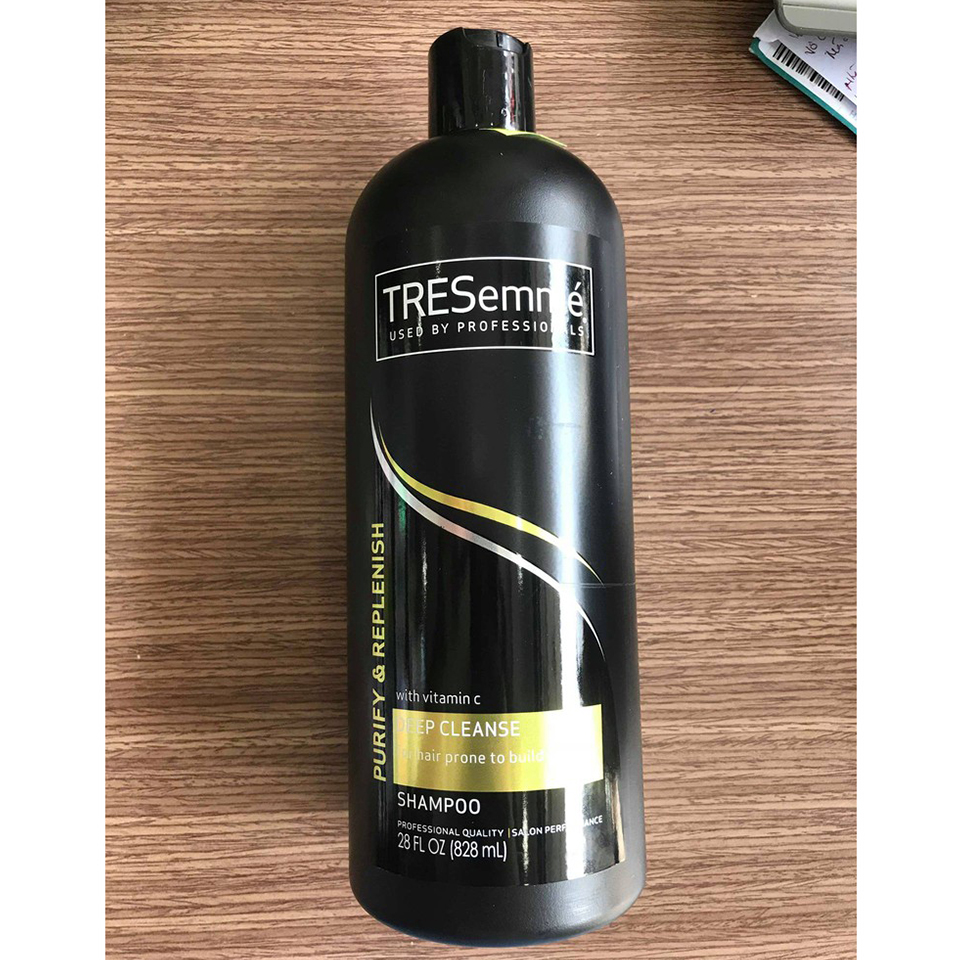 TRESemmé
USED BY PROFESSIONALS
PURIFY & REPLENISH
with vitamin c
DEEP CLEANSE
hair prone to build
SHAMPOO
PROFESSIONAL QUALITY | SALON PERFORMANCE
28 FL OZ (828 mL)